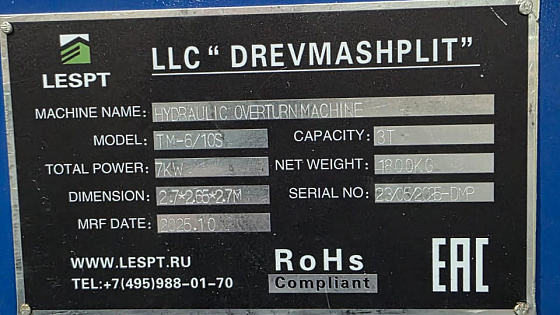 LESPT
LLC “ DREVMASHPLIT”
MACHINE NAME: HYDRAULIC OVERTURN MACHINE
MODEL: TM-6/10S CAPACITY: 3T
TOTAL POWER: 7KW NET WEIGHT: 1800KG
DIMENSION: 2.7*2.65*2.7M SERIAL NO: 23/05/2025-DMP
MRF DATE: 2025.10
WWW.LESPT.RU
TEL:+7(495)988-01-70
RoHs
Compliant
EAC